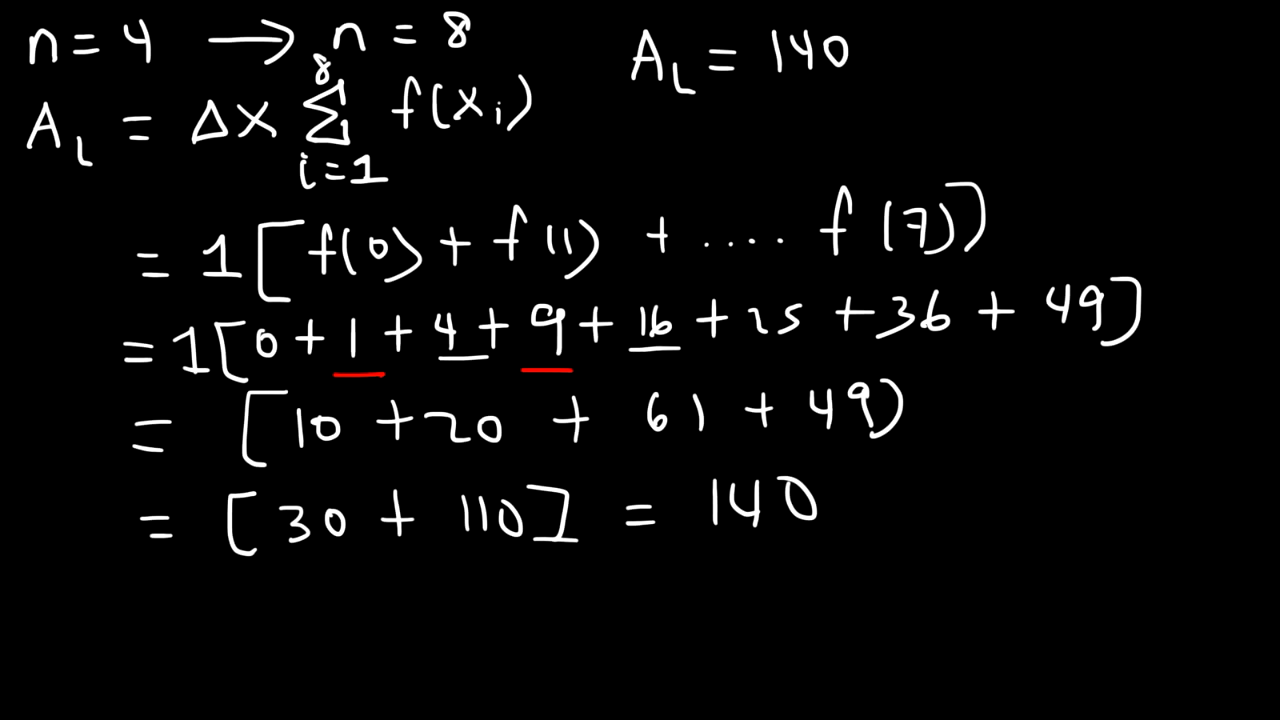 n = 4 → n = 8
A_L = 140
A_L = Δx ∑_{i=1}^{8} f(x_i)
= 1[f(0) + f(1) + .... f(7)]
= 1[0 + 1 + 4 + 9 + 16 + 25 + 36 + 49]
= [10 + 20 + 61 + 49]
= [30 + 110] = 140